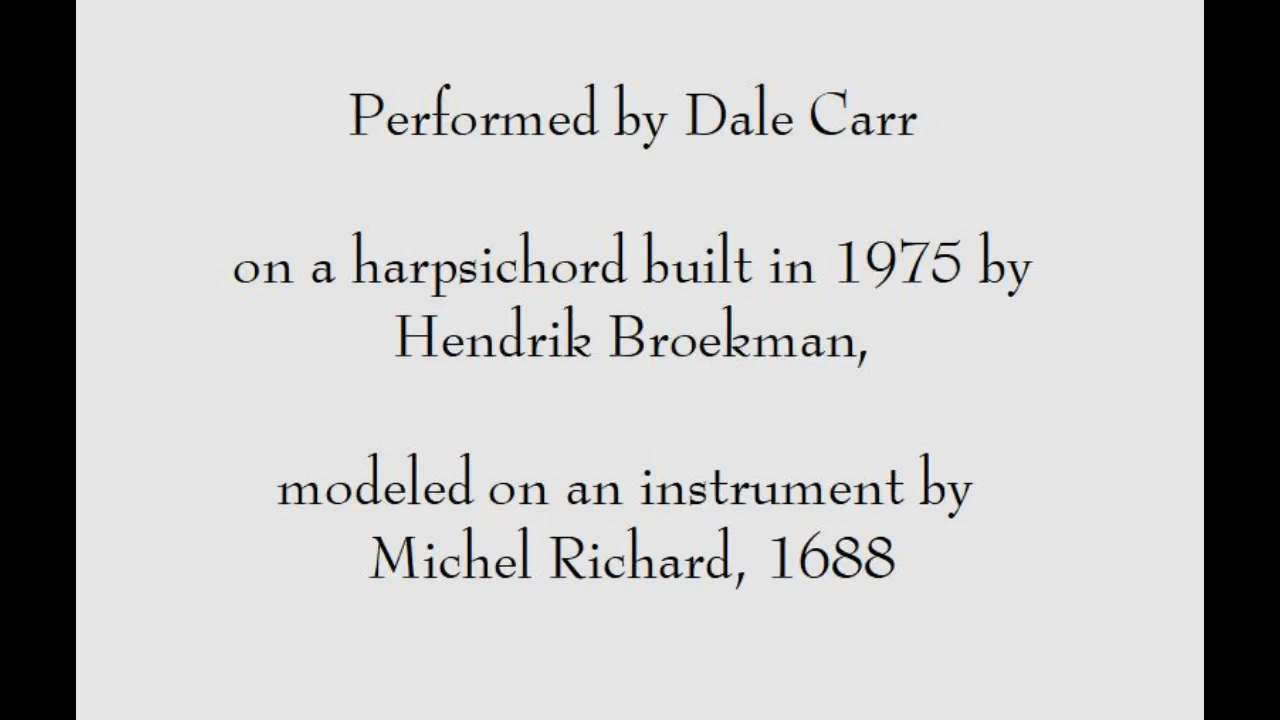 Performed by Dale Carr
on a harpsichord built in 1975 by
Hendrik Broekman,
modeled on an instrument by
Michel Richard, 1688